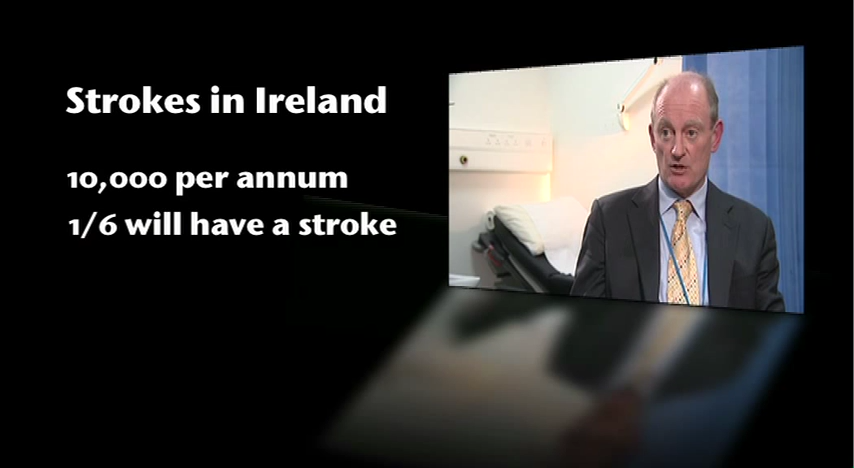 Strokes in Ireland
10,000 per annum
1/6 will have a stroke